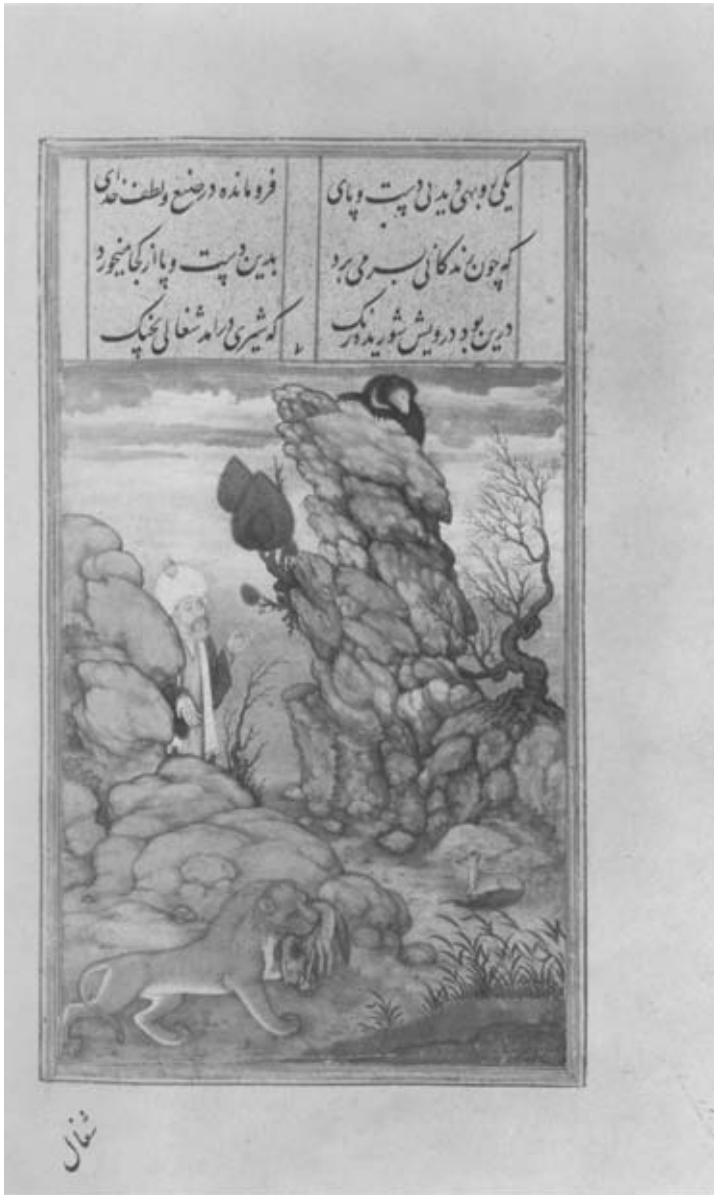 یکی روبهی دید بی دست و پای فرو مانده در صنع و لطف خدای
که چون زندگانی بسر می برد بدین دست و پا از کجا میخورد
درین بود درویش شوریده رنگ که شیری درامد شغالی بچنگ
شغال